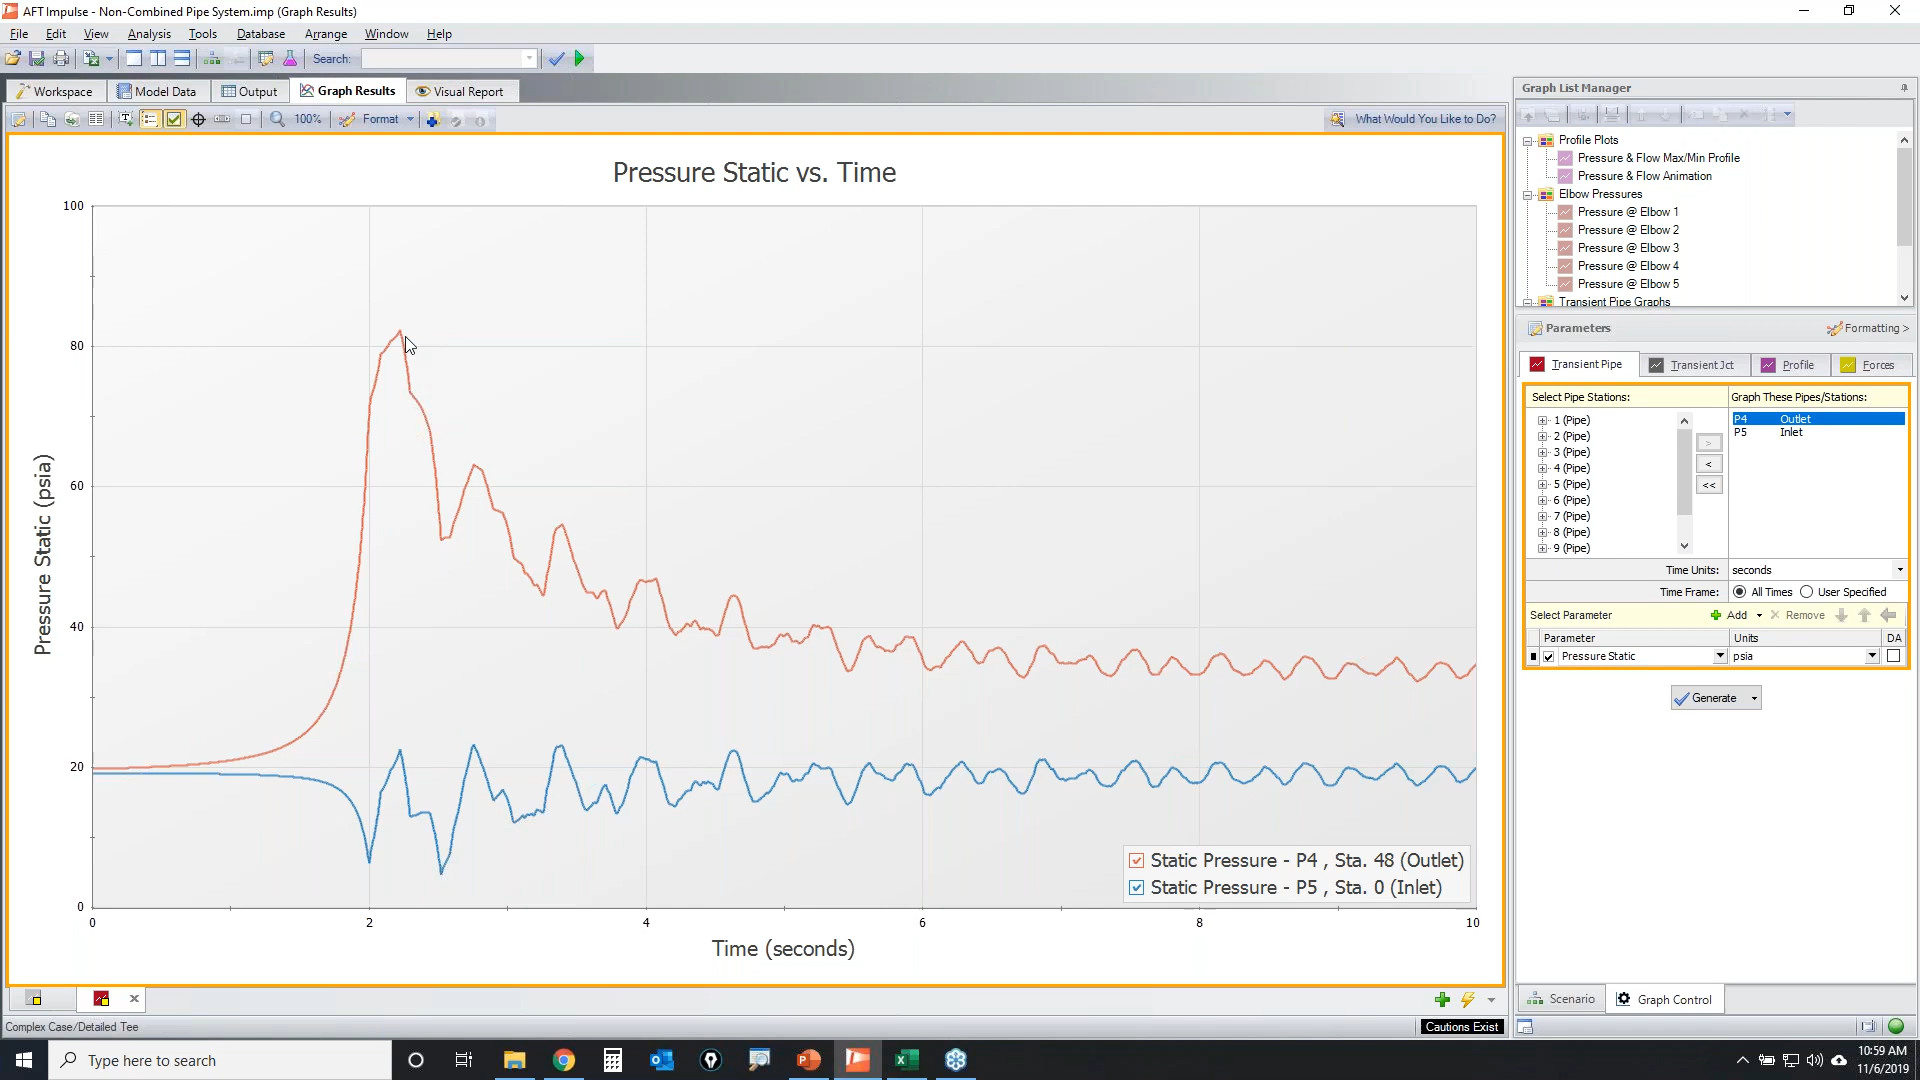 AFT Impulse - Non-Combined Pipe System.imp (Graph Results)
File Edit View Analysis Tools Database Arrange Window Help
Search:
Workspace Model Data Output Graph Results Visual Report
100% Format What Would You Like to Do?
Pressure Static vs. Time
100
80
60
40
20
0
Pressure Static (psia)
0 2 4 6 8 10
Time (seconds)
Static Pressure - P4 , Sta. 48 (Outlet)
Static Pressure - P5 , Sta. 0 (Inlet)
Graph List Manager
Profile Plots
Pressure & Flow Max/Min Profile
Pressure & Flow Animation
Elbow Pressures
Pressure @ Elbow 1
Pressure @ Elbow 2
Pressure @ Elbow 3
Pressure @ Elbow 4
Pressure @ Elbow 5
Transient Pipe Graphs
Parameters Formatting >
Transient Pipe Transient Jct Profile Forces
Select Pipe Stations: Graph These Pipes/Stations:
1 (Pipe)
2 (Pipe)
3 (Pipe)
4 (Pipe)
5 (Pipe)
6 (Pipe)
7 (Pipe)
8 (Pipe)
9 (Pipe)
>
<
<<
P4 Outlet
P5 Inlet
Time Units: seconds
Time Frame: All Times User Specified
Select Parameter Add Remove
Parameter Units DA
Pressure Static psia
Generate
Scenario Graph Control
Complex Case/Detailed Tee Cautions Exist
Type here to search
10:59 AM
11/6/2019